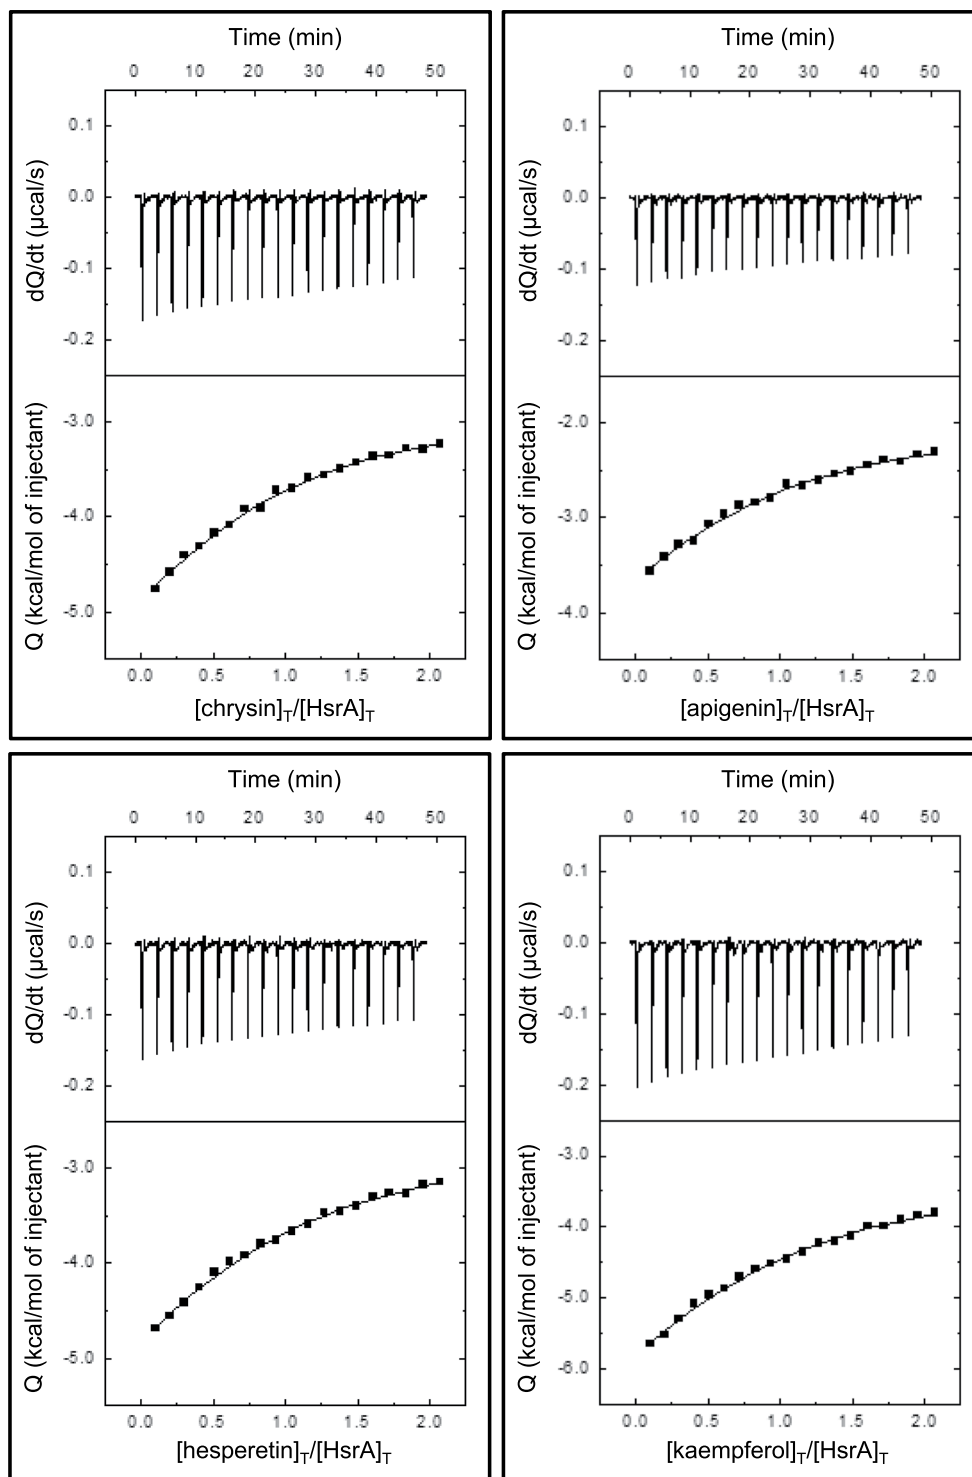 Time (min)
0 10 20 30 40 50
dQ/dt (µcal/s)
0.1
0.0
-0.1
-0.2
Q (kcal/mol of injectant)
-3.0
-4.0
-5.0
0.0 0.5 1.0 1.5 2.0
[chrysin]T/[HsrA]T
Time (min)
0 10 20 30 40 50
dQ/dt (µcal/s)
0.1
0.0
-0.1
-0.2
Q (kcal/mol of injectant)
-2.0
-3.0
-4.0
0.0 0.5 1.0 1.5 2.0
[apigenin]T/[HsrA]T
Time (min)
0 10 20 30 40 50
dQ/dt (µcal/s)
0.1
0.0
-0.1
-0.2
Q (kcal/mol of injectant)
-3.0
-4.0
-5.0
0.0 0.5 1.0 1.5 2.0
[hesperetin]T/[HsrA]T
Time (min)
0 10 20 30 40 50
dQ/dt (µcal/s)
0.1
0.0
-0.1
-0.2
Q (kcal/mol of injectant)
-3.0
-4.0
-5.0
-6.0
0.0 0.5 1.0 1.5 2.0
[kaempferol]T/[HsrA]T